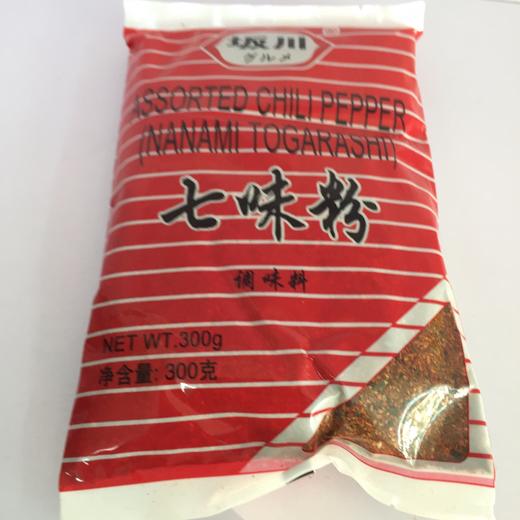 坂川
グルメ
®
ASSORTED CHILI PEPPER
(NANAMI TOGARASHI)
七味粉
调味料
NET WT.300g
净含量: 300克